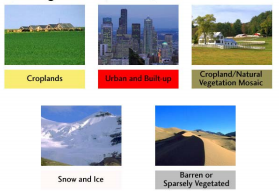 Croplands
Urban and Built-up
Cropland/Natural
Vegetation Mosaic
Snow and Ice
Barren or
Sparsely Vegetated